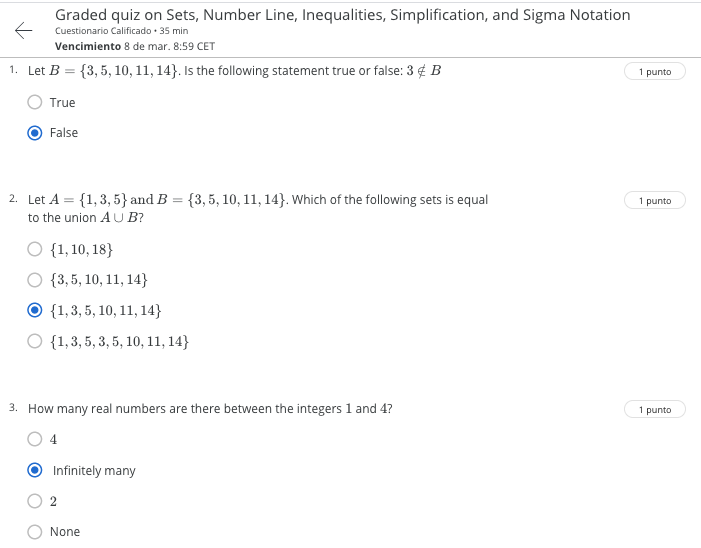 Graded quiz on Sets, Number Line, Inequalities, Simplification, and Sigma Notation
Cuestionario Calificado • 35 min
Vencimiento 8 de mar. 8:59 CET
1. Let B = {3, 5, 10, 11, 14}. Is the following statement true or false: 3 ∉ B
1 punto
True
False
2. Let A = {1, 3, 5} and B = {3, 5, 10, 11, 14}. Which of the following sets is equal
to the union A ∪ B?
1 punto
{1, 10, 18}
{3, 5, 10, 11, 14}
{1, 3, 5, 10, 11, 14}
{1, 3, 5, 3, 5, 10, 11, 14}
3. How many real numbers are there between the integers 1 and 4?
1 punto
4
Infinitely many
2
None